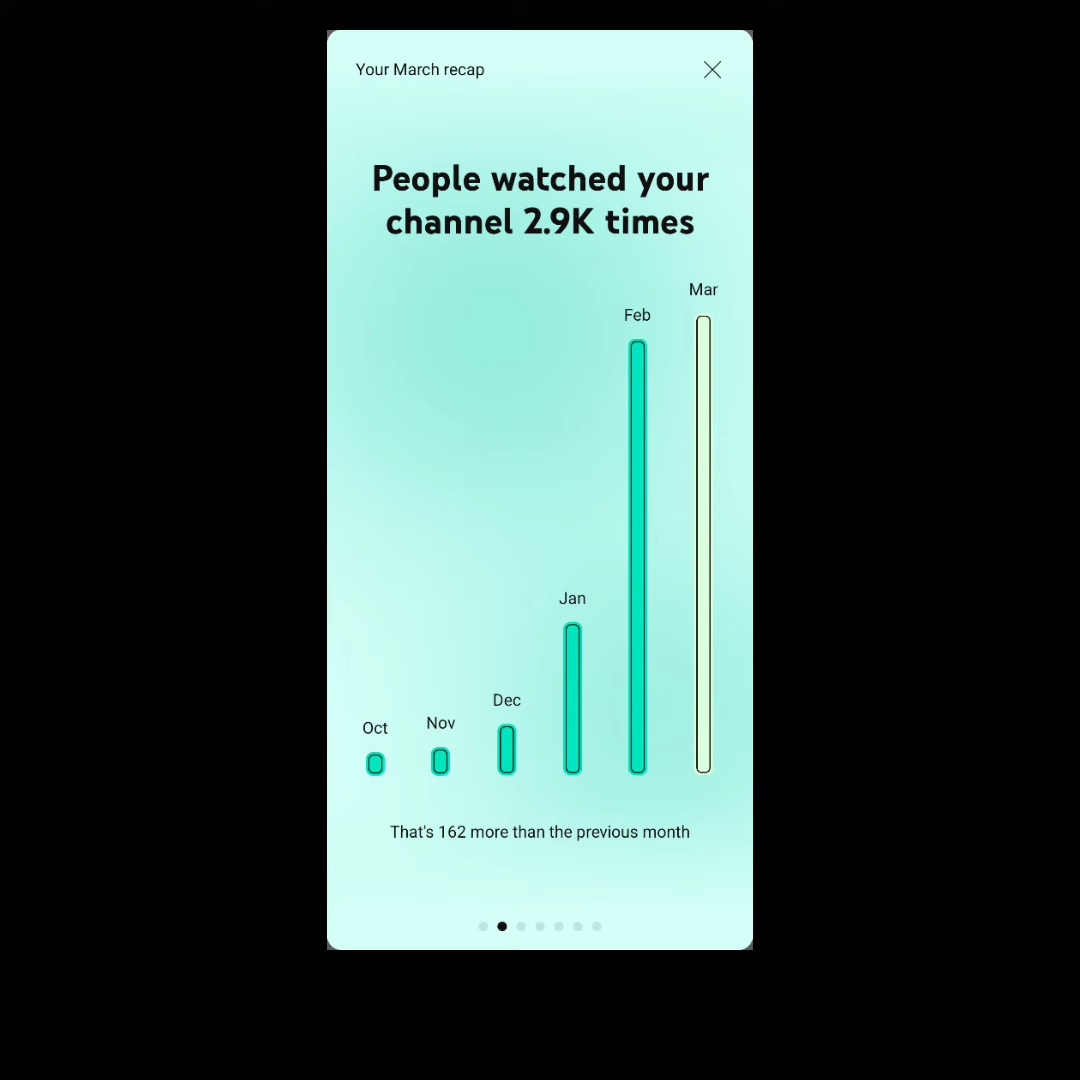 Your March recap
People watched your
channel 2.9K times
Mar
Feb
Jan
Dec
Nov
Oct
That's 162 more than the previous month